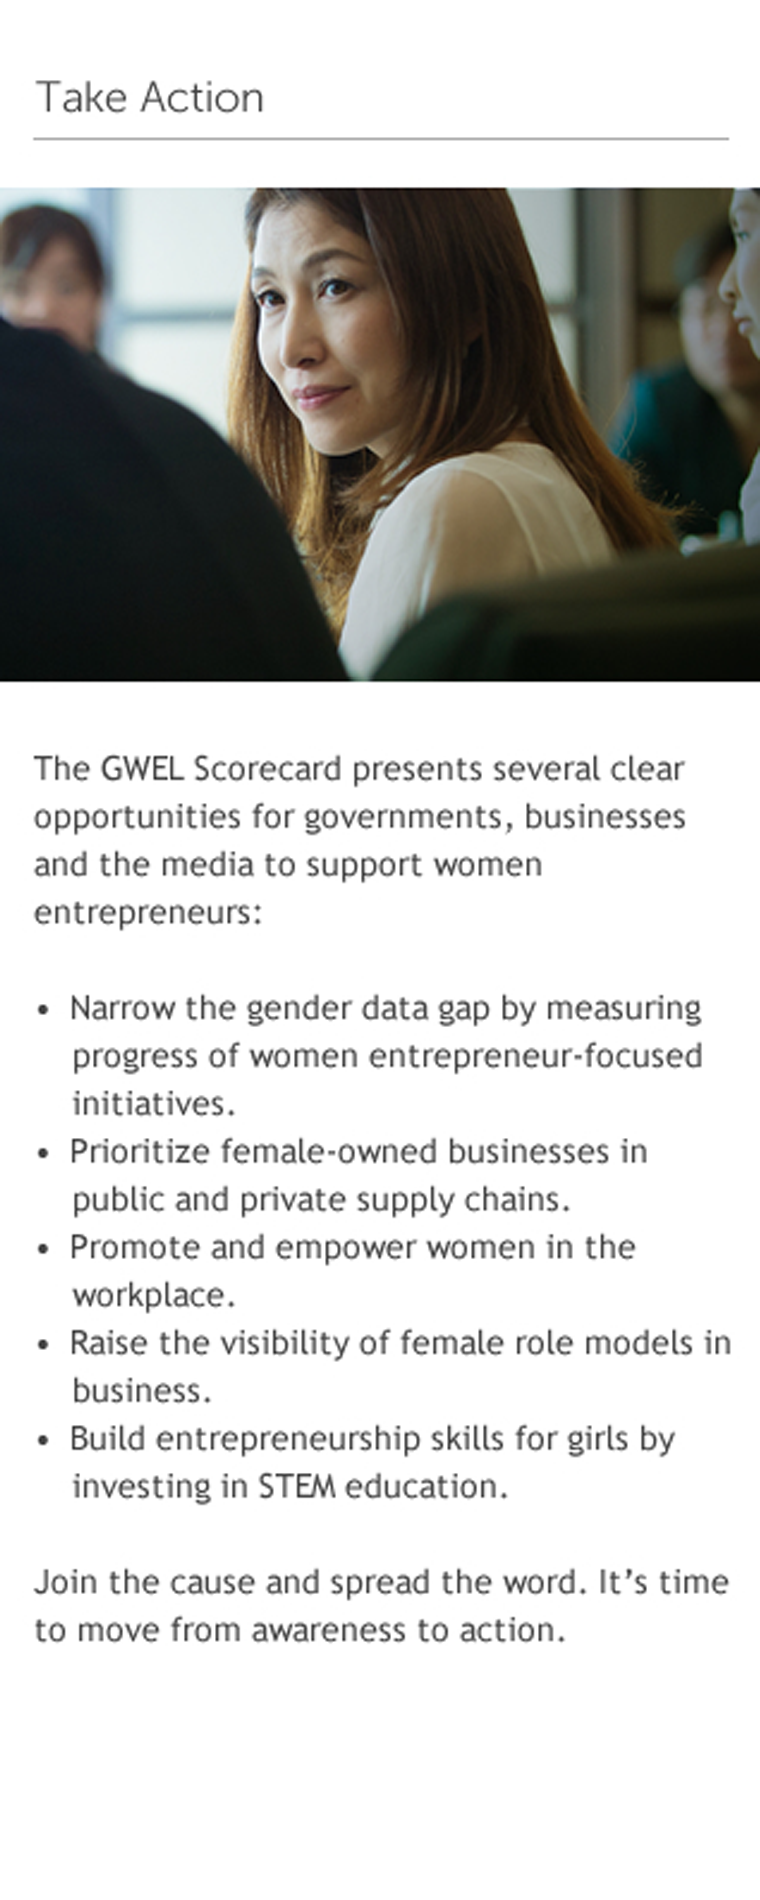 Take Action
The GWEL Scorecard presents several clear
opportunities for governments, businesses
and the media to support women
entrepreneurs:
• Narrow the gender data gap by measuring
progress of women entrepreneur-focused
initiatives.
• Prioritize female-owned businesses in
public and private supply chains.
• Promote and empower women in the
workplace.
• Raise the visibility of female role models in
business.
• Build entrepreneurship skills for girls by
investing in STEM education.
Join the cause and spread the word. It’s time
to move from awareness to action.